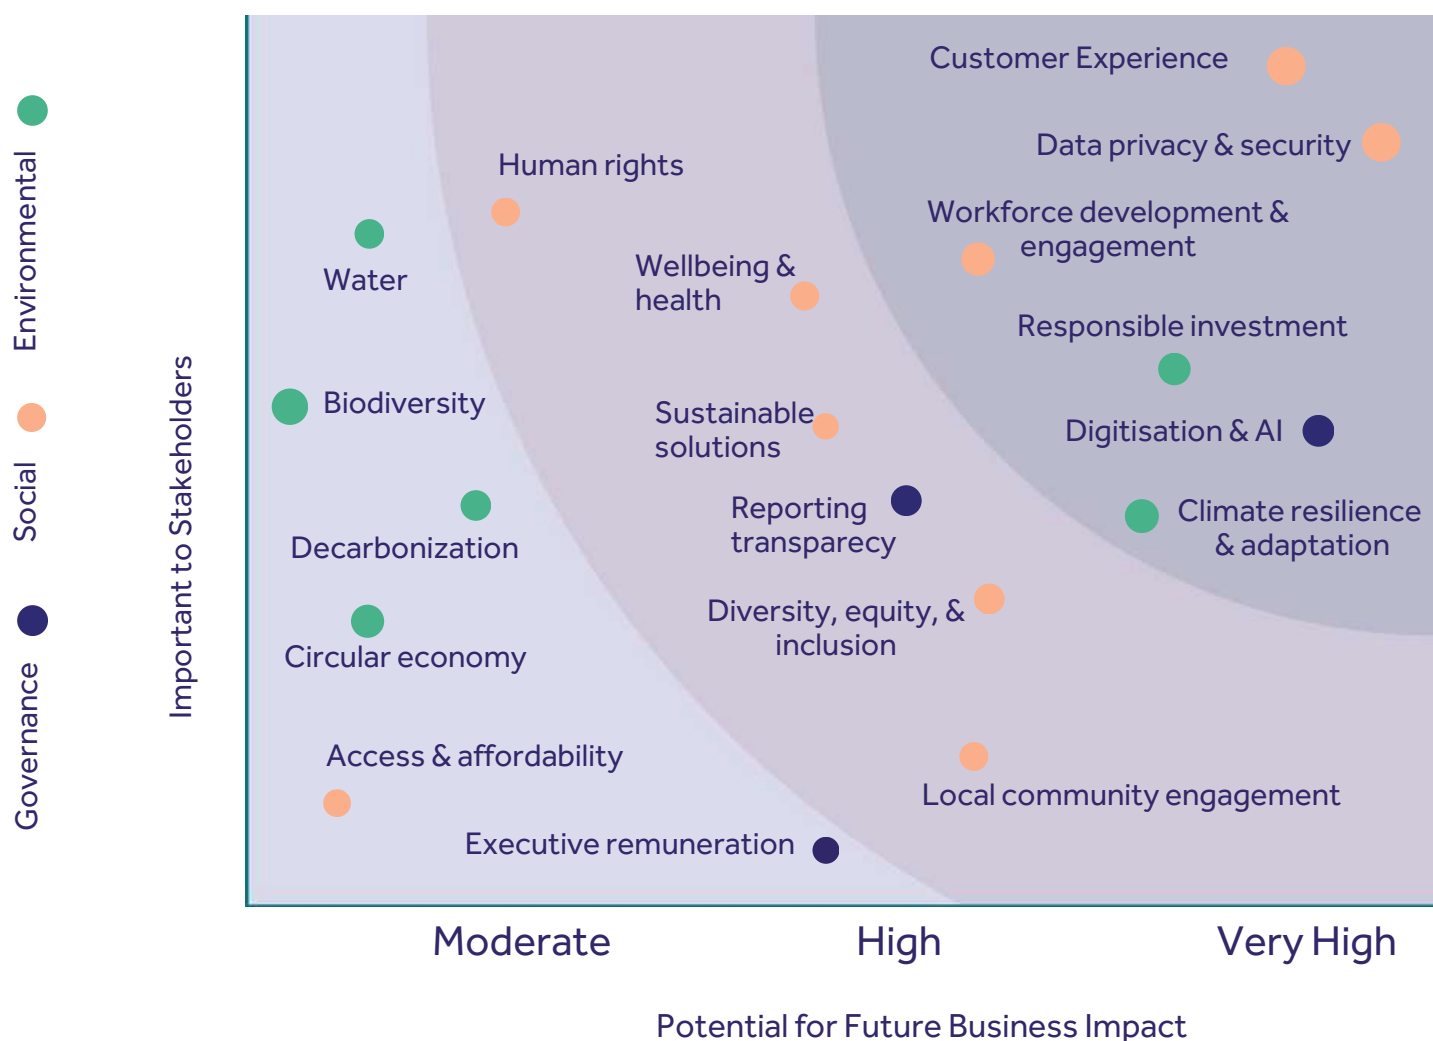 Environmental
Social
Governance
Important to Stakeholders
Customer Experience
Data privacy & security
Human rights
Workforce development &
engagement
Water
Wellbeing &
health
Responsible investment
Biodiversity
Sustainable
solutions
Digitisation & AI
Reporting
transparecy
Climate resilience
& adaptation
Decarbonization
Diversity, equity, &
inclusion
Circular economy
Access & affordability
Local community engagement
Executive remuneration
Moderate
High
Very High
Potential for Future Business Impact